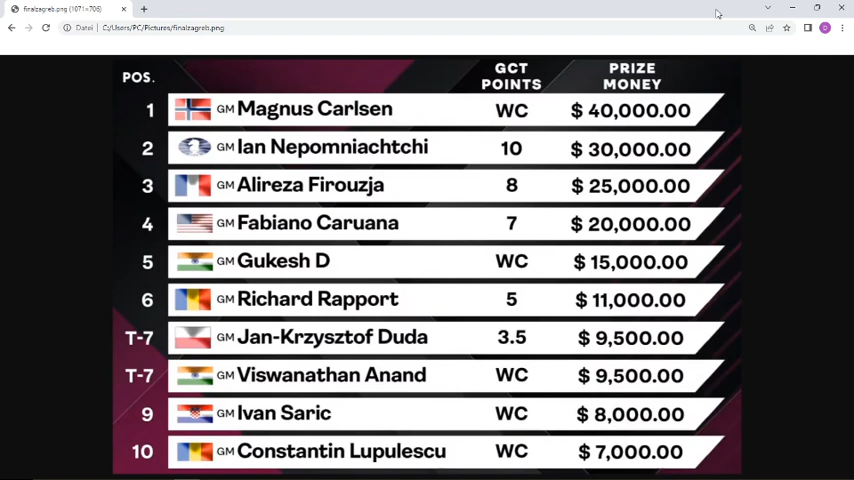 finalzagreb.png (1071×706)
Datei | C:/Users/PC/Pictures/finalzagreb.png
D
POS. GCT POINTS PRIZE MONEY
1 GM Magnus Carlsen WC $ 40,000.00
2 GM Ian Nepomniachtchi 10 $ 30,000.00
3 GM Alireza Firouzja 8 $ 25,000.00
4 GM Fabiano Caruana 7 $ 20,000.00
5 GM Gukesh D WC $ 15,000.00
6 GM Richard Rapport 5 $ 11,000.00
T-7 GM Jan-Krzysztof Duda 3.5 $ 9,500.00
T-7 GM Viswanathan Anand WC $ 9,500.00
9 GM Ivan Saric WC $ 8,000.00
10 GM Constantin Lupulescu WC $ 7,000.00